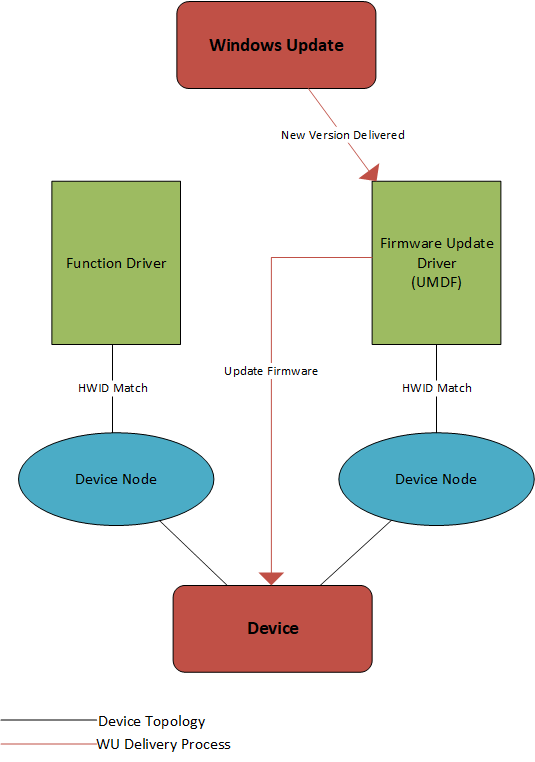 Windows Update
New Version Delivered
Function Driver
Firmware Update
Driver
(UMDF)
Update Firmware
HWID Match
HWID Match
Device Node
Device Node
Device
Device Topology
WU Delivery Process